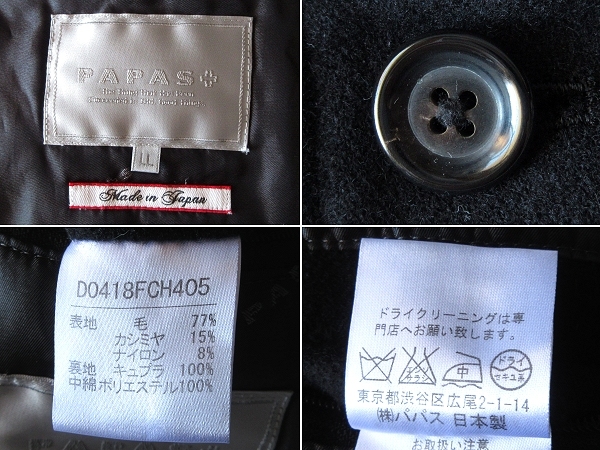 PAPAS+
LL
Made in Japan
D0418FCH405
表地 毛 77%
カシミヤ 15%
ナイロン 8%
裏地 キュプラ 100%
中綿 ポリエステル 100%
ドライクリーニングは専
門店へお願い致します。
中
ドライ
セキユ系
東京都渋谷区広尾2-1-14
㈱パパス 日本製
お取扱い注意